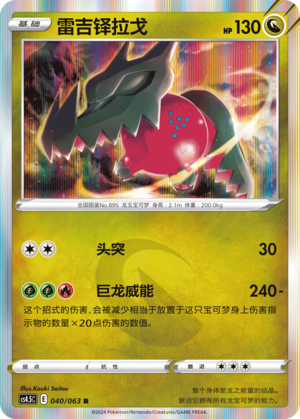 基础 雷吉铎拉戈 HP 130
全国图鉴No.895 龙玉宝可梦 身高：2.1m 体重：200.0kg
头突 30
巨龙威能 240-
这个招式的伤害，会被减少相当于放置于这只宝可梦身上伤害指
示物的数量×20点伤害的数值。
弱点 抗性 撤退
Illus.Kouki Saitou
CS4.5C E 040/063 R
整个身体是龙之能量的结晶。
据说它拥有所有龙宝可梦的能力。
©2024 Pokémon/Nintendo/Creatures/GAME FREAK.